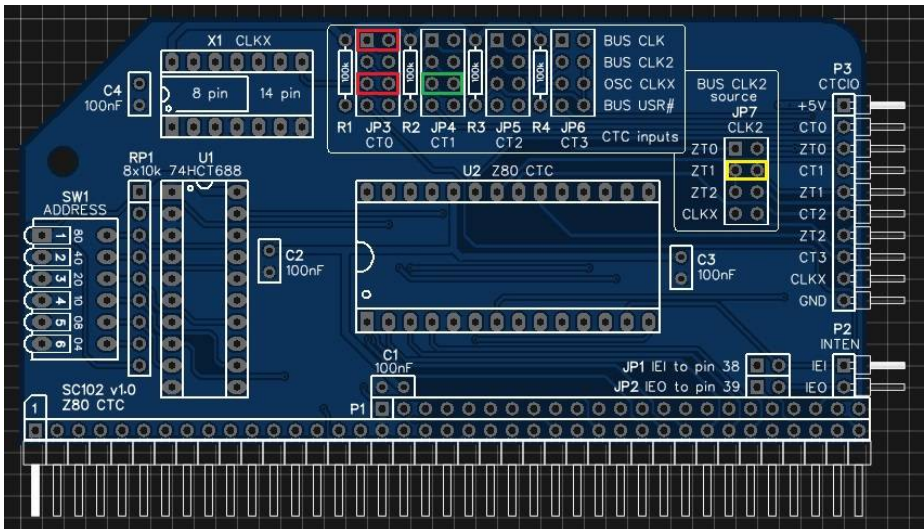 X1 CLKX
C4
100nF
8 pin 14 pin
100k 100k 100k 100k
BUS CLK
BUS CLK2
OSC CLKX
BUS USR#
R1 JP3 R2 JP4 R3 JP5 R4 JP6
CT0 CT1 CT2 CT3 CTC inputs
BUS CLK2
source
JP7
CLK2
ZT0
ZT1
ZT2
CLKX
P3
CTCIO
+5V
CT0
ZT0
CT1
ZT1
CT2
ZT2
CT3
CLKX
GND
RP1 U1
8x10k 74HCT688
U2 Z80 CTC
SW1
ADDRESS
1 80
2 40
3 20
4 10
5 08
6 04
C2
100nF
C3
100nF
C1
100nF
P2
INTEN
JP1 IEI to pin 38 IEI
JP2 IEO to pin 39 IEO
SC102 v1.0
Z80 CTC
1
P1